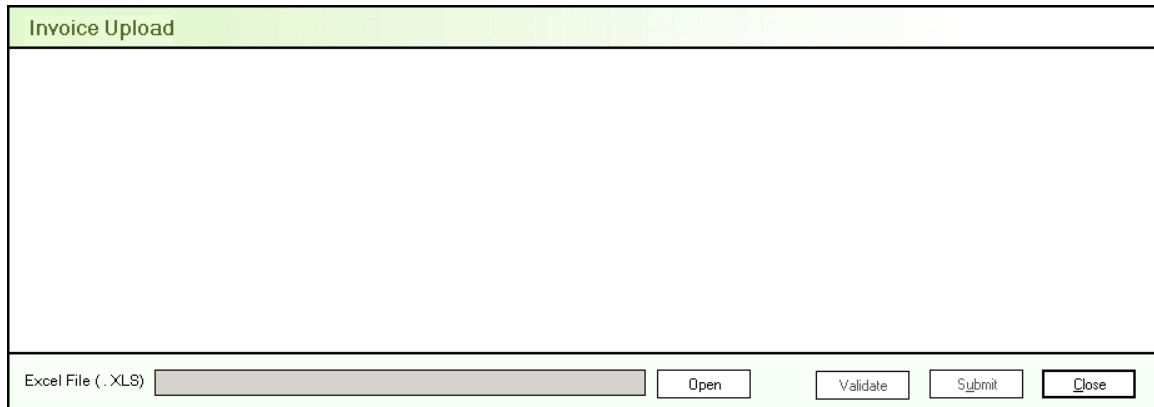 Invoice Upload
Excel File ( . XLS) Open Validate Submit Close